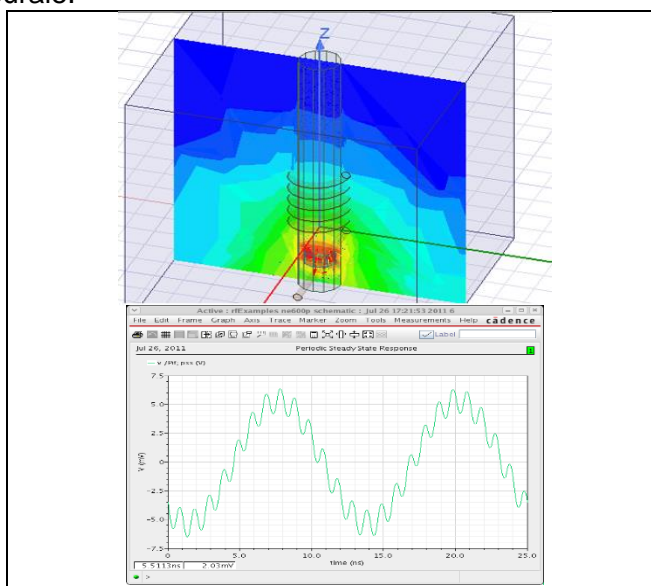 Z
Active : rfExamples ne600p schematic : Jul 26 17:21:53 2011 6
File Edit Frame Graph Axis Trace Marker Zoom Tools Measurements Help cādence
Label
Jul 26, 2011 Periodic Steady State Response 1
7.5
5.0
2.5
0
-2.5
-5.0
-7.5
V (mV)
0 5.0 10.0 15.0 20.0 25.0
time (ns)
5.5113ns 2.03mV
>